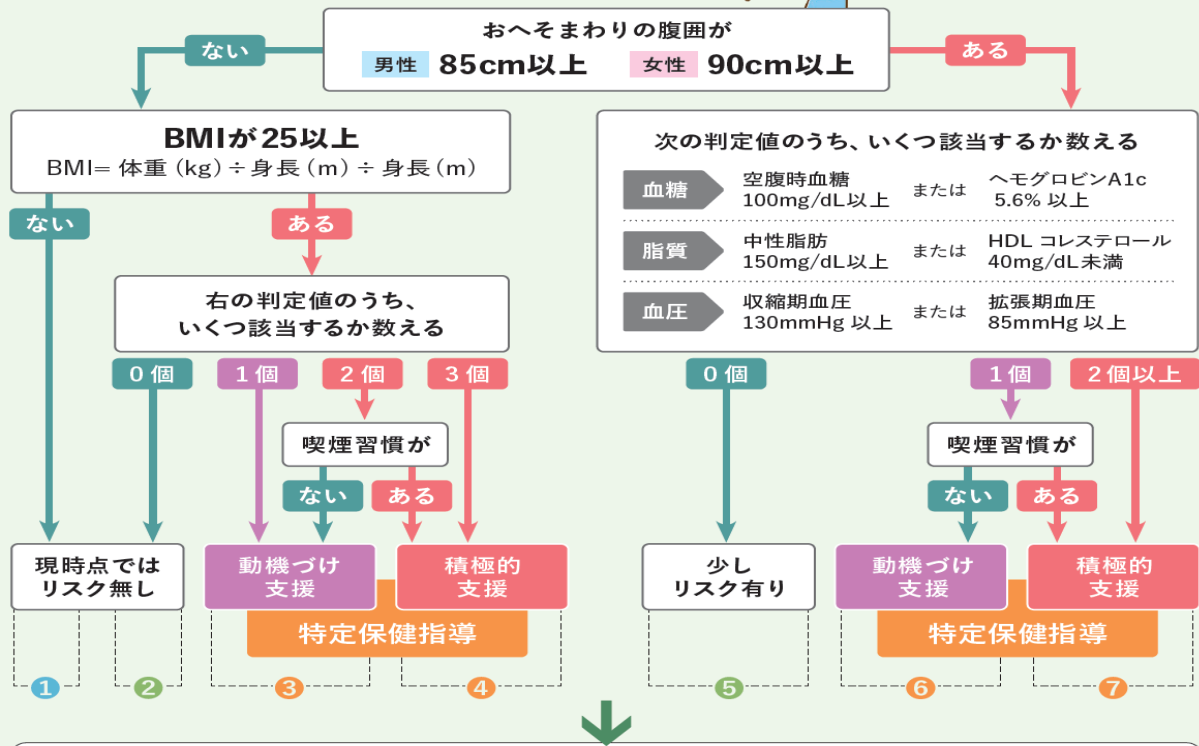 おへそまわりの腹囲が
男性 85cm以上 女性 90cm以上
ない
ある
BMIが25以上
BMI= 体重(kg)÷身長(m)÷身長(m)
ない
ある
右の判定値のうち、
いくつ該当するか数える
0個
1個
2個
3個
喫煙習慣が
ない
ある
次の判定値のうち、いくつ該当するか数える
血糖 空腹時血糖 または ヘモグロビンA1c
100mg/dL以上 5.6% 以上
脂質 中性脂肪 または HDL コレステロール
150mg/dL以上 40mg/dL未満
血圧 収縮期血圧 または 拡張期血圧
130mmHg 以上 85mmHg 以上
0個
1個
2個以上
喫煙習慣が
ない
ある
現時点では
リスク無し
動機づけ
支援
積極的
支援
特定保健指導
少し
リスク有り
動機づけ
支援
積極的
支援
特定保健指導
1
2
3
4
5
6
7